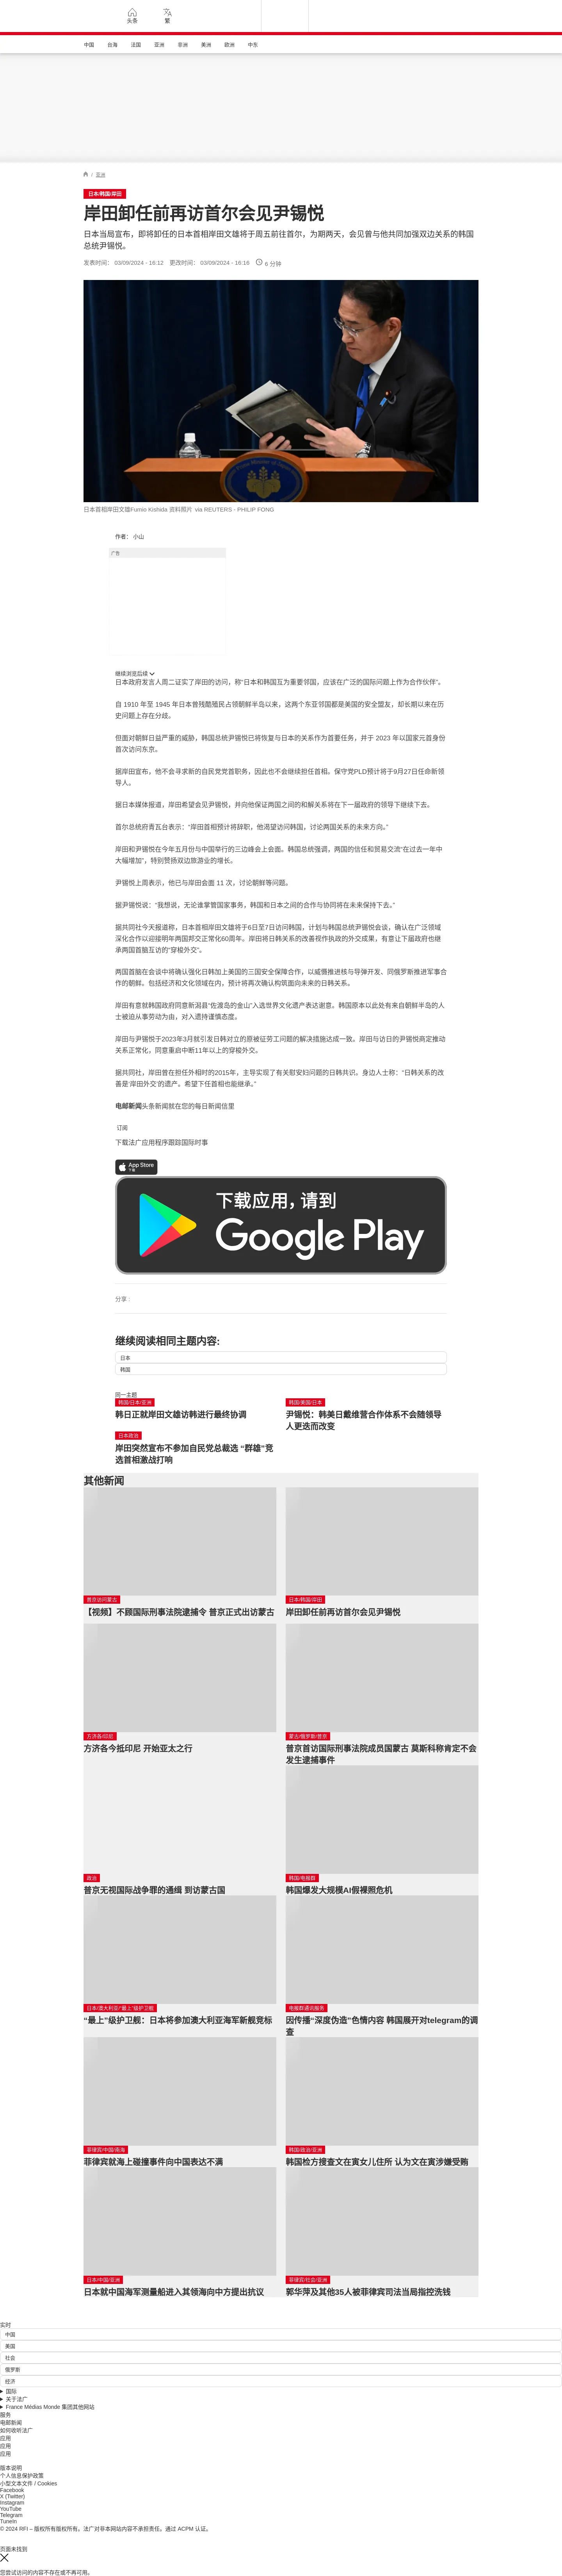 头条
繁
中国
台海
法国
亚洲
非洲
美洲
欧洲
中东
/ 亚洲
日本/韩国/岸田
岸田卸任前再访首尔会见尹锡悦
日本当局宣布，即将卸任的日本首相岸田文雄将于周五前往首尔，为期两天，会见曾与他共同加强双边关系的韩国
总统尹锡悦。
发表时间： 03/09/2024 - 16:12 更改时间： 03/09/2024 - 16:16 6 分钟
日本首相岸田文雄Fumio Kishida 资料照片 via REUTERS - PHILIP FONG
作者： 小山
广告
继续浏览后续
日本政府发言人周二证实了岸田的访问，称“日本和韩国互为重要邻国，应该在广泛的国际问题上作为合作伙伴”。
自 1910 年至 1945 年日本曾残酷殖民占领朝鲜半岛以来，这两个东亚邻国都是美国的安全盟友，却长期以来在历
史问题上存在分歧。
但面对朝鲜日益严重的威胁，韩国总统尹锡悦已将恢复与日本的关系作为首要任务，并于 2023 年以国家元首身份
首次访问东京。
据岸田宣布，他不会寻求新的自民党党首职务，因此也不会继续担任首相。保守党PLD预计将于9月27日任命新领
导人。
据日本媒体报道，岸田希望会见尹锡悦，并向他保证两国之间的和解关系将在下一届政府的领导下继续下去。
首尔总统府青瓦台表示：“岸田首相预计将辞职，他渴望访问韩国，讨论两国关系的未来方向。”
岸田和尹锡悦在今年五月份与中国举行的三边峰会上会面。韩国总统强调，两国的信任和贸易交流“在过去一年中
大幅增加”，特别赞扬双边旅游业的增长。
尹锡悦上周表示，他已与岸田会面 11 次，讨论朝鲜等问题。
据尹锡悦说：“我想说，无论谁掌管国家事务，韩国和日本之间的合作与协同将在未来保持下去。”
据共同社今天报道称，日本首相岸田文雄将于6日至7日访问韩国，计划与韩国总统尹锡悦会谈，确认在广泛领域
深化合作以迎接明年两国邦交正常化60周年。岸田将日韩关系的改善视作执政的外交成果，有意让下届政府也继
承两国首脑互访的“穿梭外交”。
两国首脑在会谈中将确认强化日韩加上美国的三国安全保障合作，以威慑推进核与导弹开发、同俄罗斯推进军事合
作的朝鲜。包括经济和文化领域在内，预计将再次确认构筑面向未来的日韩关系。
岸田有意就韩国政府同意新潟县“佐渡岛的金山”入选世界文化遗产表达谢意。韩国原本以此处有来自朝鲜半岛的人
士被迫从事劳动为由，对入遗持谨慎态度。
岸田与尹锡悦于2023年3月就引发日韩对立的原被征劳工问题的解决措施达成一致。岸田与访日的尹锡悦商定推动
关系正常化，同意重启中断11年以上的穿梭外交。
据共同社，岸田曾在担任外相时的2015年，主导实现了有关慰安妇问题的日韩共识。身边人士称：“日韩关系的改
善是‘岸田外交’的遗产。希望下任首相也能继承。”
电邮新闻头条新闻就在您的每日新闻信里
订阅
下载法广应用程序跟踪国际时事
App Store
下载
下载应用，请到
Google Play
分享 :
继续阅读相同主题内容:
日本
韩国
同一主题
韩国/日本/亚洲
韩日正就岸田文雄访韩进行最终协调
韩国/美国/日本
尹锡悦：韩美日戴维营合作体系不会随领导
人更迭而改变
日本政治
岸田突然宣布不参加自民党总裁选 “群雄”竞
选首相激战打响
其他新闻
普京访问蒙古
【视频】不顾国际刑事法院逮捕令 普京正式出访蒙古
日本/韩国/岸田
岸田卸任前再访首尔会见尹锡悦
方济各/印尼
方济各今抵印尼 开始亚太之行
蒙古/俄罗斯/普京
普京首访国际刑事法院成员国蒙古 莫斯科称肯定不会
发生逮捕事件
政治
普京无视国际战争罪的通缉 到访蒙古国
韩国/电报群
韩国爆发大规模AI假裸照危机
日本/澳大利亚/“最上”级护卫舰
“最上”级护卫舰：日本将参加澳大利亚海军新舰竞标
电报群通讯服务
因传播“深度伪造”色情内容 韩国展开对telegram的调
查
菲律宾/中国/南海
菲律宾就海上碰撞事件向中国表达不满
韩国/政治/亚洲
韩国检方搜查文在寅女儿住所 认为文在寅涉嫌受贿
日本/中国/亚洲
日本就中国海军测量船进入其领海向中方提出抗议
菲律宾/社会/亚洲
郭华萍及其他35人被菲律宾司法当局指控洗钱
实时
中国
美国
社会
俄罗斯
经济
国际
关于法广
France Médias Monde 集团其他网站
服务
电邮新闻
如何收听法广
应用
应用
应用
版本说明
个人信息保护政策
小型文本文件 / Cookies
Facebook
X (Twitter)
Instagram
YouTube
Telegram
TuneIn
© 2024 RFI – 版权所有版权所有。法广对非本网站内容不承担责任。通过 ACPM 认证。
页面未找到
您尝试访问的内容不存在或不再可用。